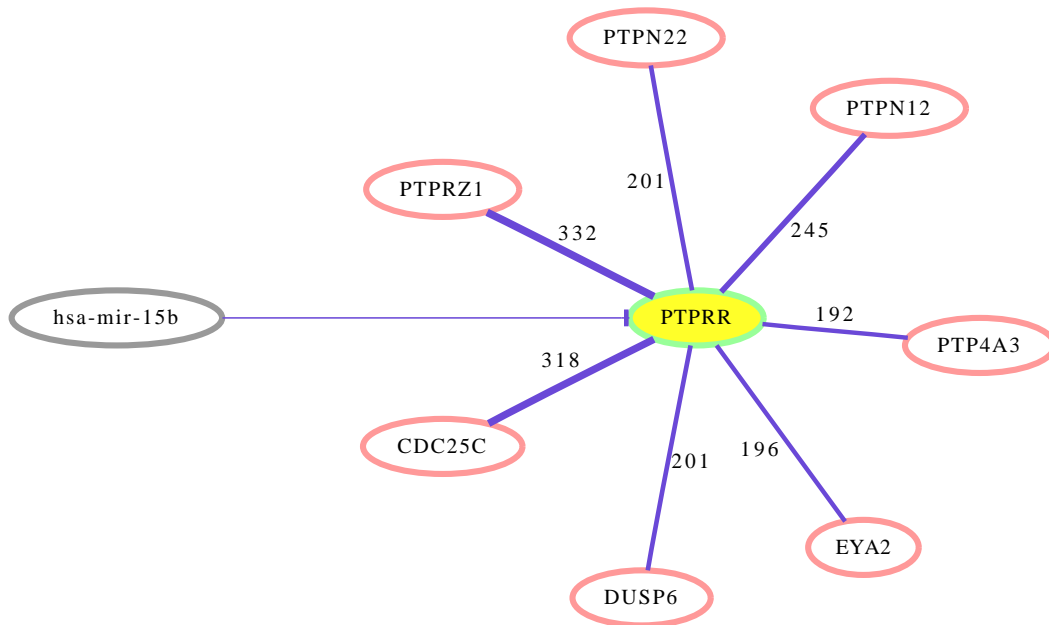 PTPN22
PTPN12
201
PTPRZ1
332
245
hsa-mir-15b
PTPRR
192
PTP4A3
318
CDC25C
201
196
EYA2
DUSP6